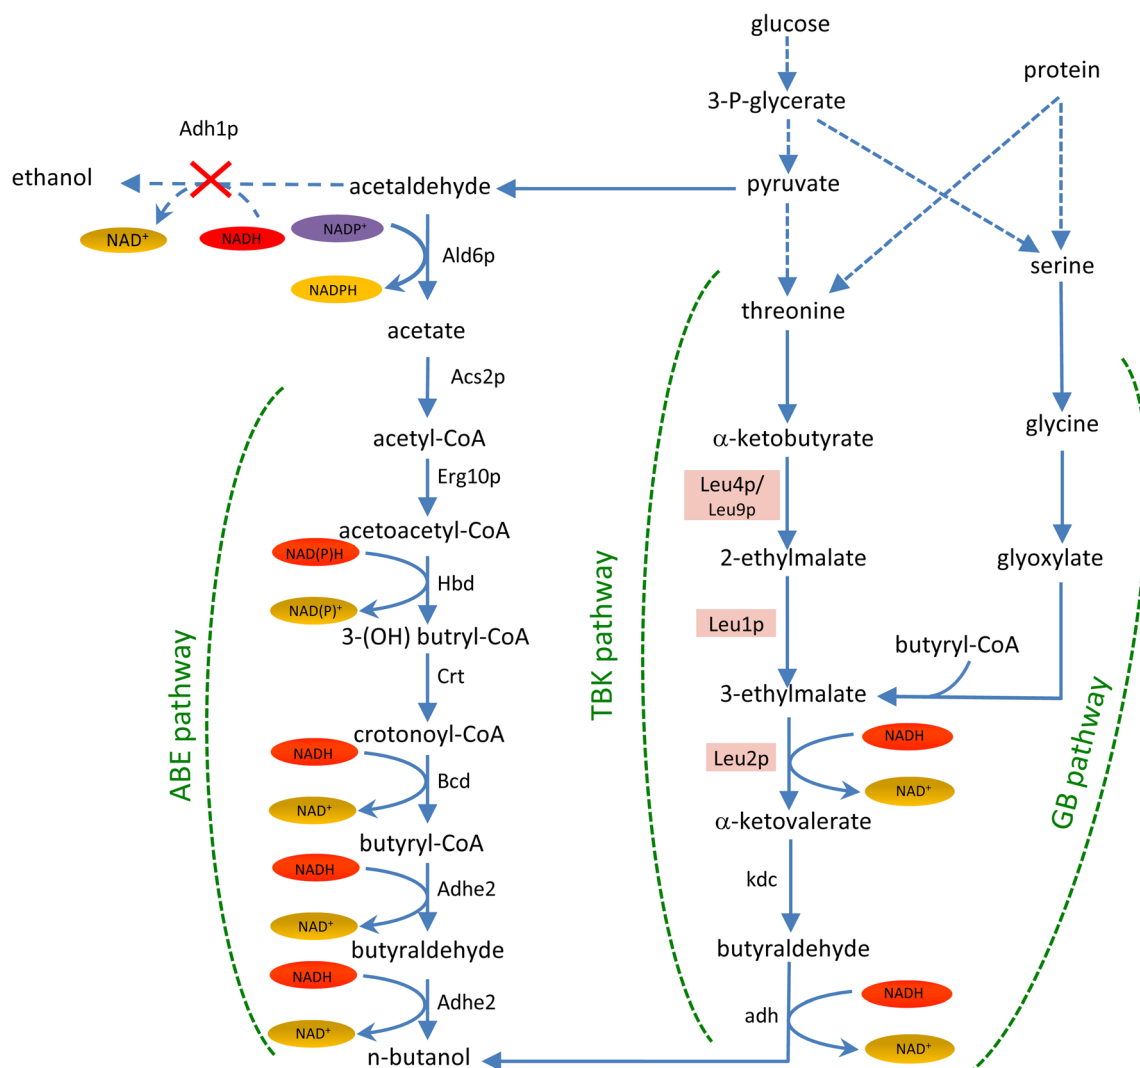 glucose
protein
3-P-glycerate
Adh1p
ethanol
acetaldehyde
pyruvate
NAD⁺
NADH
NADP⁺
Ald6p
NADPH
serine
threonine
acetate
Acs2p
acetyl-CoA
α-ketobutyrate
glycine
Erg10p
Leu4p/
Leu9p
acetoacetyl-CoA
NAD(P)H
Hbd
NAD(P)⁺
2-ethylmalate
glyoxylate
3-(OH) butryl-CoA
Leu1p
butyryl-CoA
Crt
3-ethylmalate
crotonoyl-CoA
NADH
Bcd
NAD⁺
NADH
Leu2p
NAD⁺
butyryl-CoA
α-ketovalerate
NADH
Adhe2
NAD⁺
kdc
butyraldehyde
butyraldehyde
NADH
Adhe2
NAD⁺
NADH
adh
NAD⁺
n-butanol
ABE pathway
TBK pathway
GB pathway